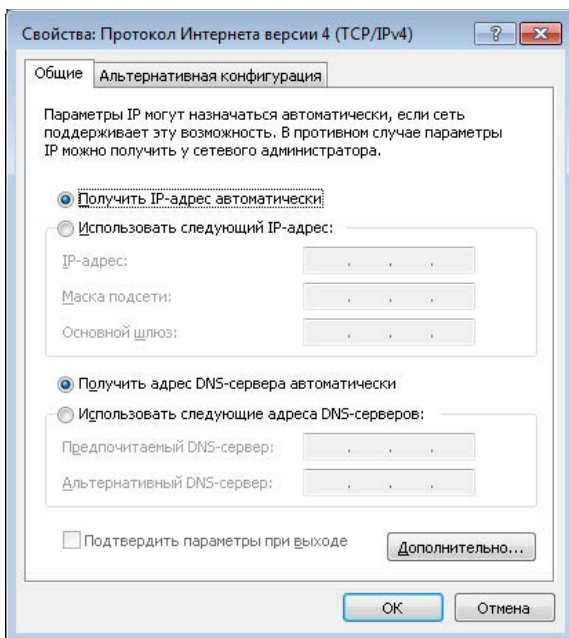 Свойства: Протокол Интернета версии 4 (TCP/IPv4)
Общие
Альтернативная конфигурация
Параметры IP могут назначаться автоматически, если сеть
поддерживает эту возможность. В противном случае параметры
IP можно получить у сетевого администратора.
Получить IP-адрес автоматически
Использовать следующий IP-адрес:
IP-адрес:
Маска подсети:
Основной шлюз:
Получить адрес DNS-сервера автоматически
Использовать следующие адреса DNS-серверов:
Предпочитаемый DNS-сервер:
Альтернативный DNS-сервер:
Подтвердить параметры при выходе
Дополнительно...
ОК
Отмена